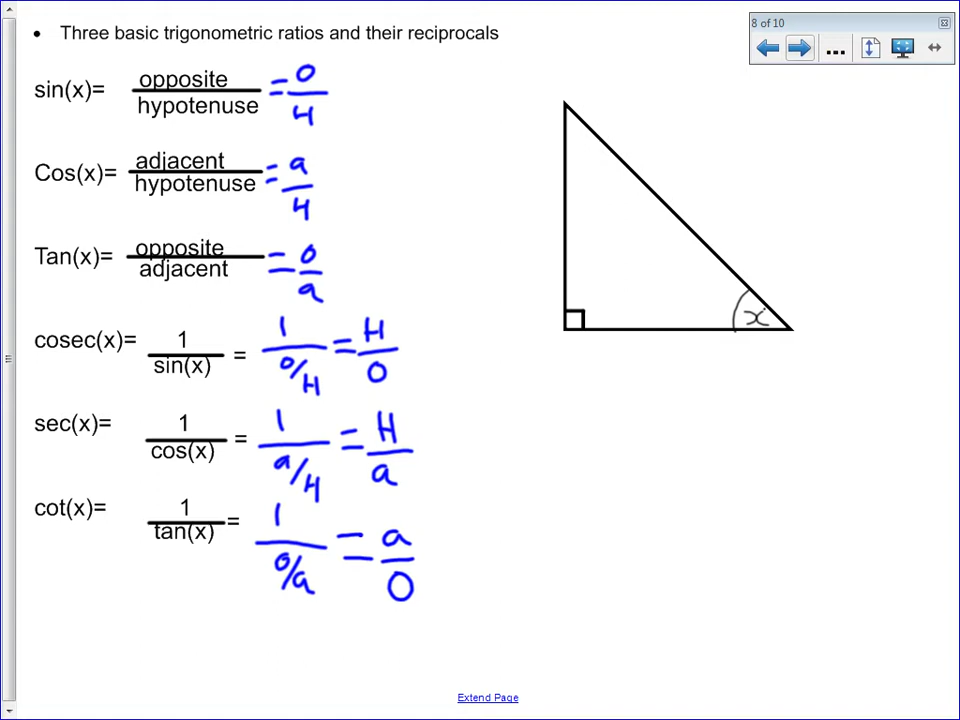 • Three basic trigonometric ratios and their reciprocals
8 of 10
sin(x)= opposite/hypotenuse = O/H
Cos(x)= adjacent/hypotenuse = a/H
Tan(x)= opposite/adjacent = O/a
cosec(x)= 1/sin(x) = 1/(O/H) = H/O
sec(x)= 1/cos(x) = 1/(a/H) = H/a
cot(x)= 1/tan(x) = 1/(O/a) = a/O
x
Extend Page